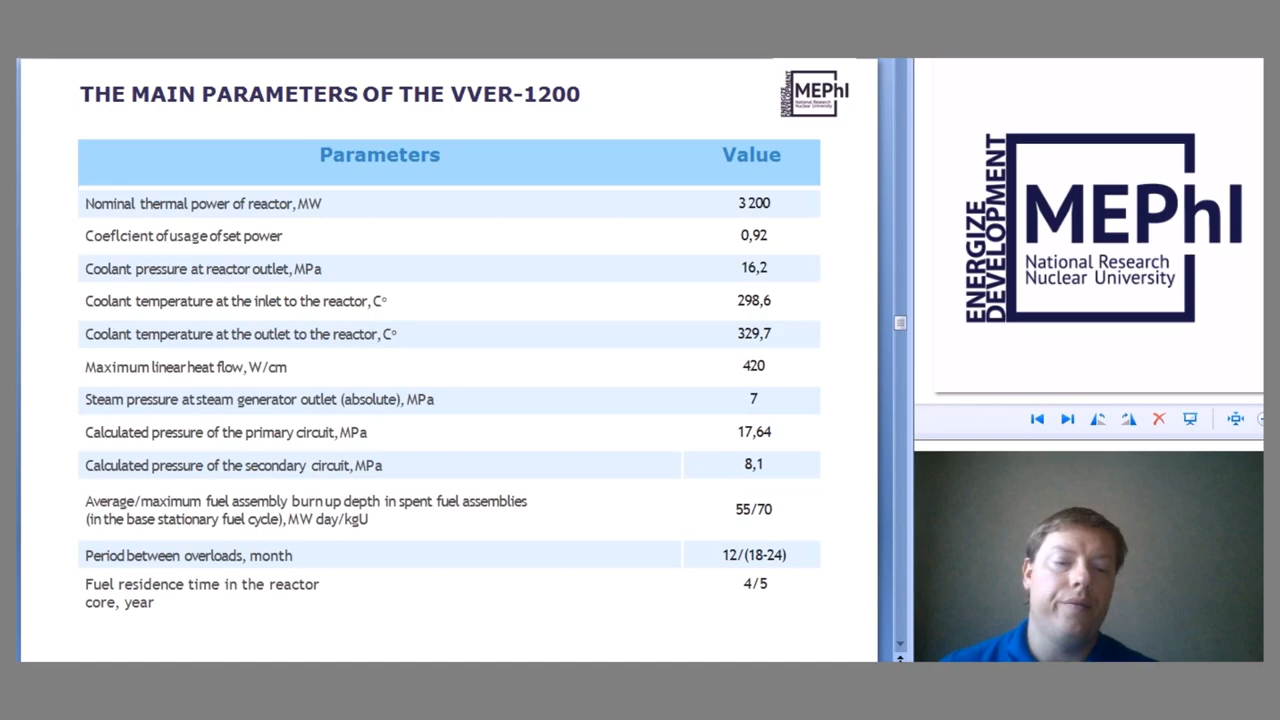 THE MAIN PARAMETERS OF THE VVER-1200
ENERGIZE
DEVELOPMENT
MEPhI
National Research
Nuclear University
Parameters Value
Nominal thermal power of reactor, MW 3 200
Coeflcient of usage of set power 0,92
Coolant pressure at reactor outlet, MPa 16,2
Coolant temperature at the inlet to the reactor, C° 298,6
Coolant temperature at the outlet to the reactor, C° 329,7
Maximum linear heat flow, W/cm 420
Steam pressure at steam generator outlet (absolute), MPa 7
Calculated pressure of the primary circuit, MPa 17,64
Calculated pressure of the secondary circuit, MPa 8,1
Average/maximum fuel assembly burn up depth in spent fuel assemblies
(in the base stationary fuel cycle), MW day/kgU 55/70
Period between overloads, month 12/(18-24)
Fuel residence time in the reactor 4/5
core, year
ENERGIZE
DEVELOPMENT
MEPhI
National Research
Nuclear University